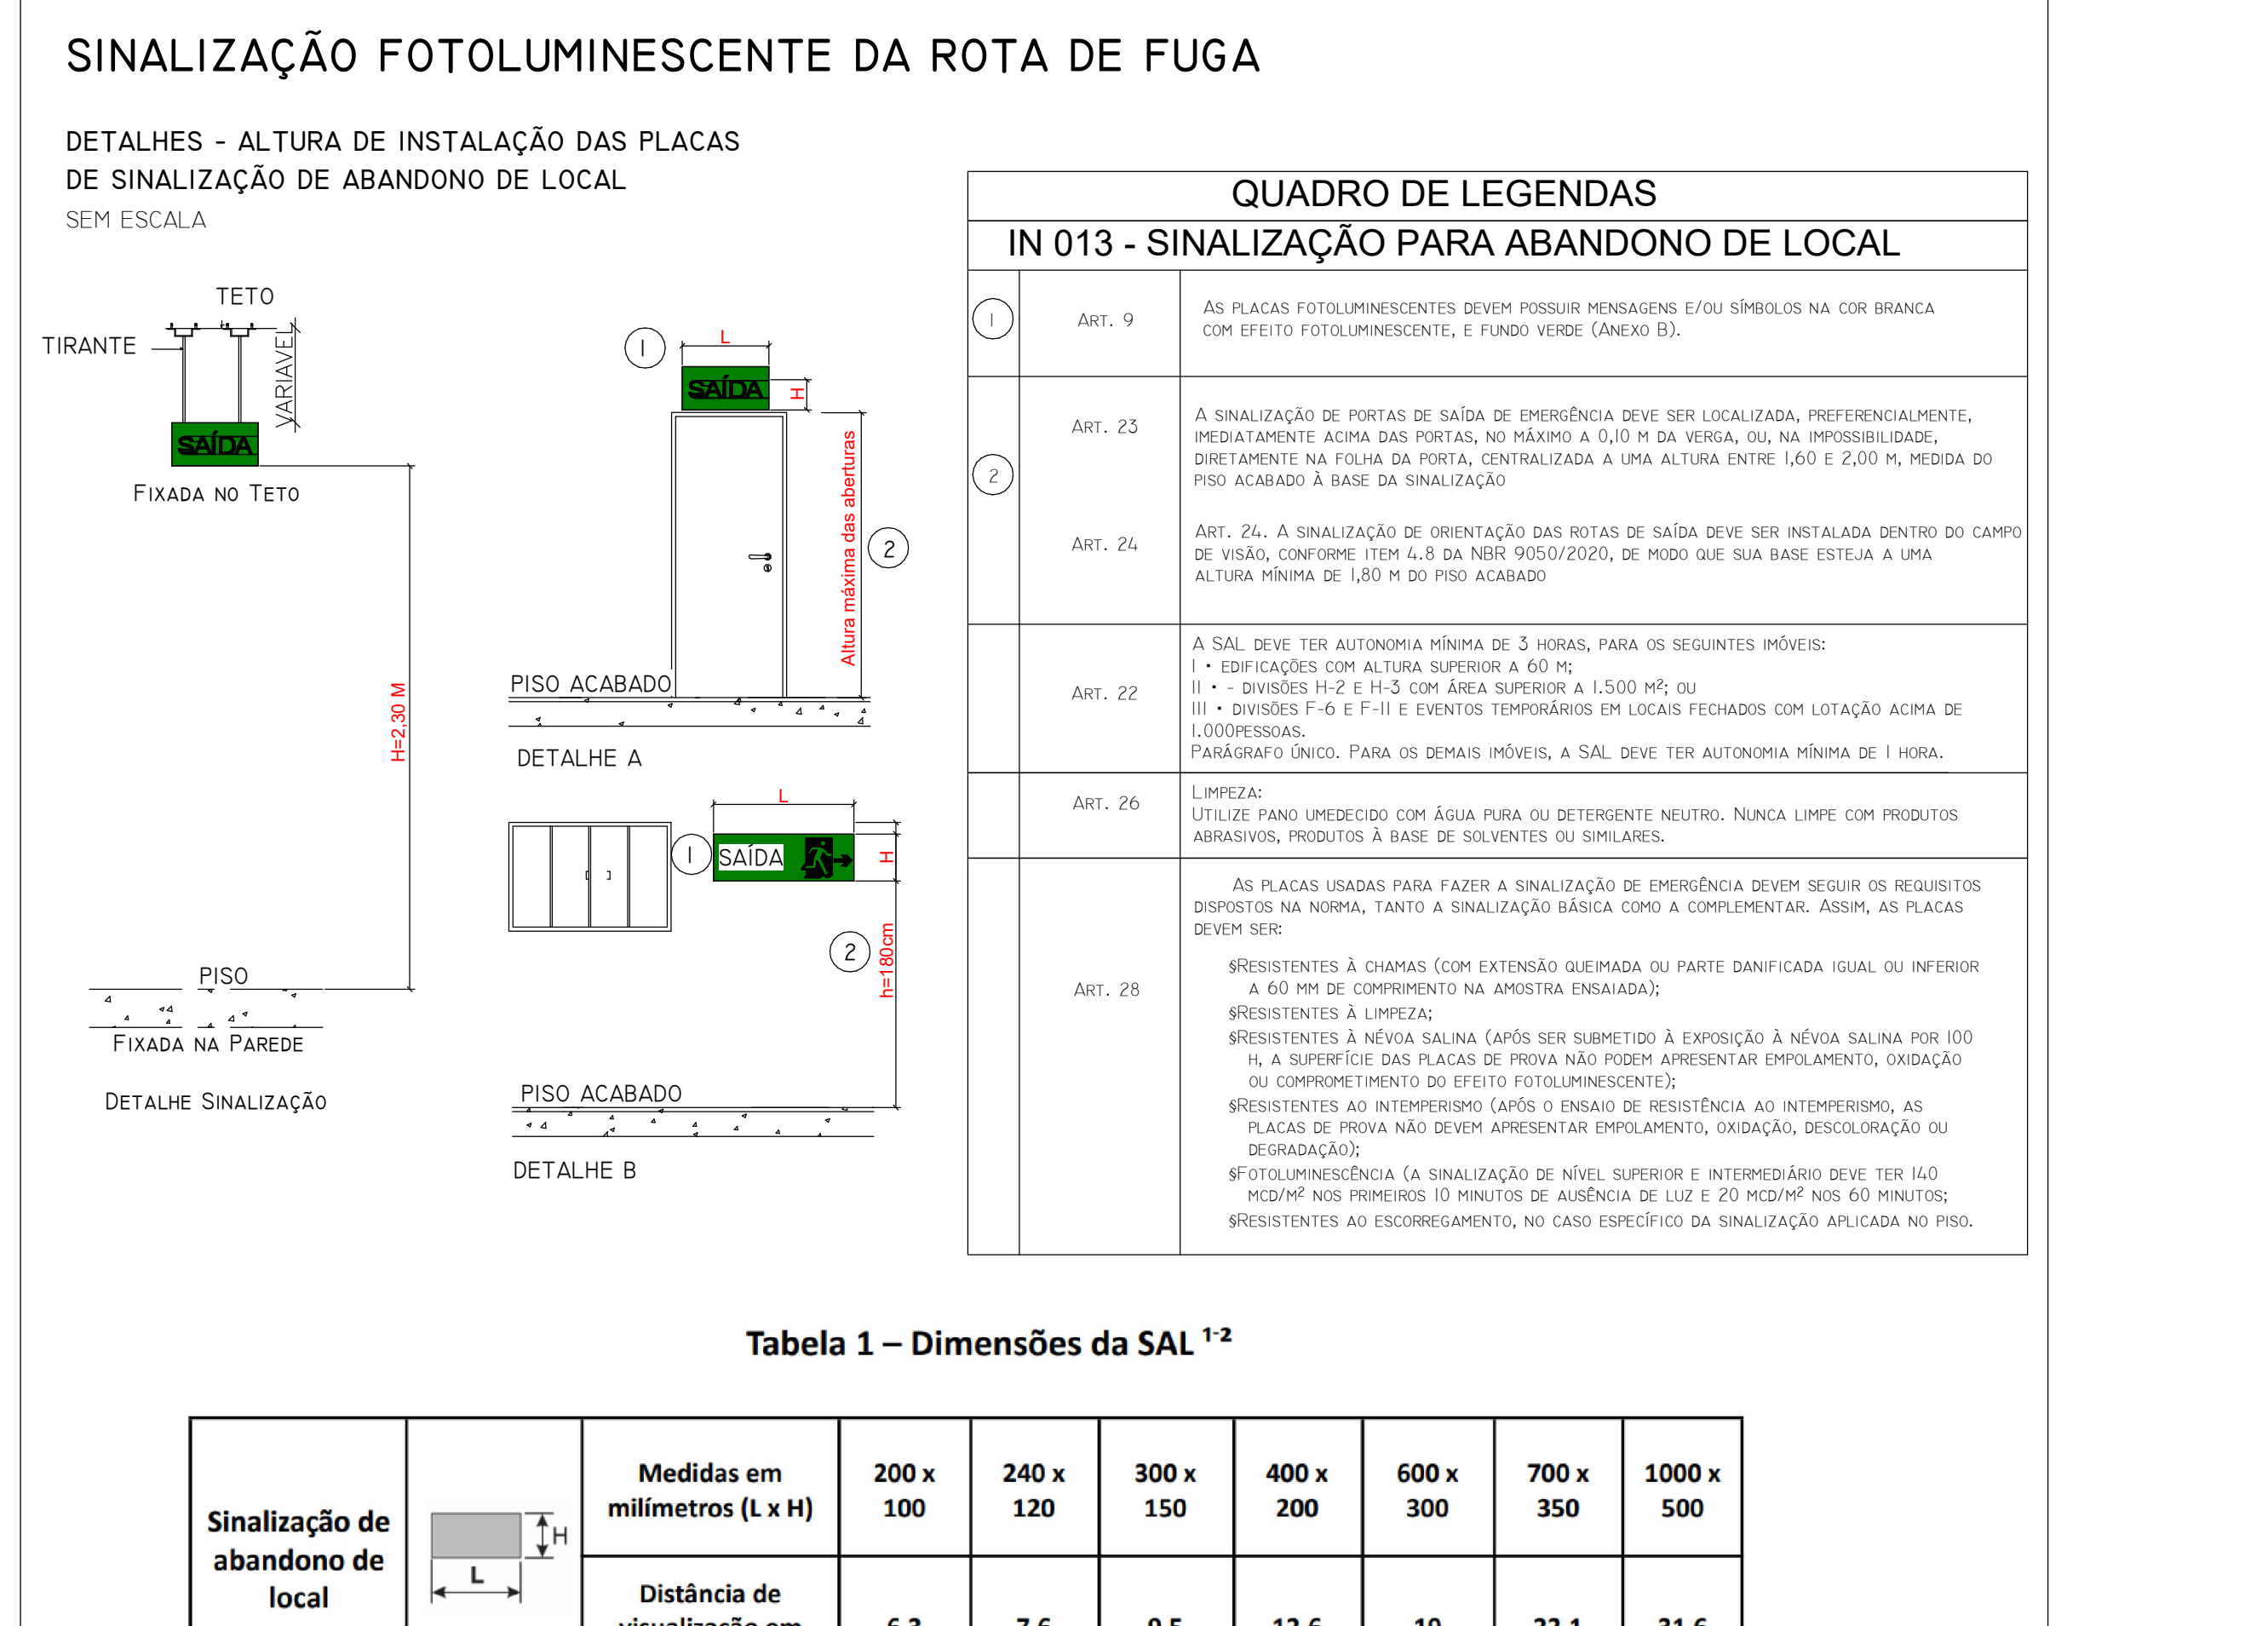 SINALIZAÇÃO FOTOLUMINESCENTE DA ROTA DE FUGA
DETALHES - ALTURA DE INSTALAÇÃO DAS PLACAS
DE SINALIZAÇÃO DE ABANDONO DE LOCAL
SEM ESCALA
TETO
TIRANTE
VARIAVEL
SAÍDA
FIXADA NO TETO
H=2,30 M
PISO
FIXADA NA PAREDE
DETALHE SINALIZAÇÃO
1
L
SAÍDA
H
Altura máxima das aberturas
2
PISO ACABADO
DETALHE A
L
1
SAÍDA
H
2
h=180cm
PISO ACABADO
DETALHE B
QUADRO DE LEGENDAS
IN 013 - SINALIZAÇÃO PARA ABANDONO DE LOCAL
1
ART. 9
AS PLACAS FOTOLUMINESCENTES DEVEM POSSUIR MENSAGENS E/OU SÍMBOLOS NA COR BRANCA
COM EFEITO FOTOLUMINESCENTE, E FUNDO VERDE (ANEXO B).
2
ART. 23
A SINALIZAÇÃO DE PORTAS DE SAÍDA DE EMERGÊNCIA DEVE SER LOCALIZADA, PREFERENCIALMENTE,
IMEDIATAMENTE ACIMA DAS PORTAS, NO MÁXIMO A 0,10 M DA VERGA, OU, NA IMPOSSIBILIDADE,
DIRETAMENTE NA FOLHA DA PORTA, CENTRALIZADA A UMA ALTURA ENTRE 1,60 E 2,00 M, MEDIDA DO
PISO ACABADO À BASE DA SINALIZAÇÃO
ART. 24
ART. 24. A SINALIZAÇÃO DE ORIENTAÇÃO DAS ROTAS DE SAÍDA DEVE SER INSTALADA DENTRO DO CAMPO
DE VISÃO, CONFORME ITEM 4.8 DA NBR 9050/2020, DE MODO QUE SUA BASE ESTEJA A UMA
ALTURA MÍNIMA DE 1,80 M DO PISO ACABADO
ART. 22
A SAL DEVE TER AUTONOMIA MÍNIMA DE 3 HORAS, PARA OS SEGUINTES IMÓVEIS:
I • EDIFICAÇÕES COM ALTURA SUPERIOR A 60 M;
II • - DIVISÕES H-2 E H-3 COM ÁREA SUPERIOR A 1.500 M²; OU
III • DIVISÕES F-6 E F-11 E EVENTOS TEMPORÁRIOS EM LOCAIS FECHADOS COM LOTAÇÃO ACIMA DE
1.000PESSOAS.
PARÁGRAFO ÚNICO. PARA OS DEMAIS IMÓVEIS, A SAL DEVE TER AUTONOMIA MÍNIMA DE 1 HORA.
ART. 26
LIMPEZA:
UTILIZE PANO UMEDECIDO COM ÁGUA PURA OU DETERGENTE NEUTRO. NUNCA LIMPE COM PRODUTOS
ABRASIVOS, PRODUTOS À BASE DE SOLVENTES OU SIMILARES.
ART. 28
AS PLACAS USADAS PARA FAZER A SINALIZAÇÃO DE EMERGÊNCIA DEVEM SEGUIR OS REQUISITOS
DISPOSTOS NA NORMA, TANTO A SINALIZAÇÃO BÁSICA COMO A COMPLEMENTAR. ASSIM, AS PLACAS
DEVEM SER:
§RESISTENTES À CHAMAS (COM EXTENSÃO QUEIMADA OU PARTE DANIFICADA IGUAL OU INFERIOR
A 60 MM DE COMPRIMENTO NA AMOSTRA ENSAIADA);
§RESISTENTES À LIMPEZA;
§RESISTENTES À NÉVOA SALINA (APÓS SER SUBMETIDO À EXPOSIÇÃO À NÉVOA SALINA POR 100
H, A SUPERFÍCIE DAS PLACAS DE PROVA NÃO PODEM APRESENTAR EMPOLAMENTO, OXIDAÇÃO
OU COMPROMETIMENTO DO EFEITO FOTOLUMINESCENTE);
§RESISTENTES AO INTEMPERISMO (APÓS O ENSAIO DE RESISTÊNCIA AO INTEMPERISMO, AS
PLACAS DE PROVA NÃO DEVEM APRESENTAR EMPOLAMENTO, OXIDAÇÃO, DESCOLORAÇÃO OU
DEGRADAÇÃO);
§FOTOLUMINESCÊNCIA (A SINALIZAÇÃO DE NÍVEL SUPERIOR E INTERMEDIÁRIO DEVE TER 140
MCD/M² NOS PRIMEIROS 10 MINUTOS DE AUSÊNCIA DE LUZ E 20 MCD/M² NOS 60 MINUTOS;
§RESISTENTES AO ESCORREGAMENTO, NO CASO ESPECÍFICO DA SINALIZAÇÃO APLICADA NO PISO.
Tabela 1 – Dimensões da SAL ¹⁻²
Sinalização de
abandono de
local
H
L
Medidas em
milímetros (L x H)
200 x
100
240 x
120
300 x
150
400 x
200
600 x
300
700 x
350
1000 x
500
Distância de
visualização em
6,3
7,6
9,5
12,6
19
22,1
31,6